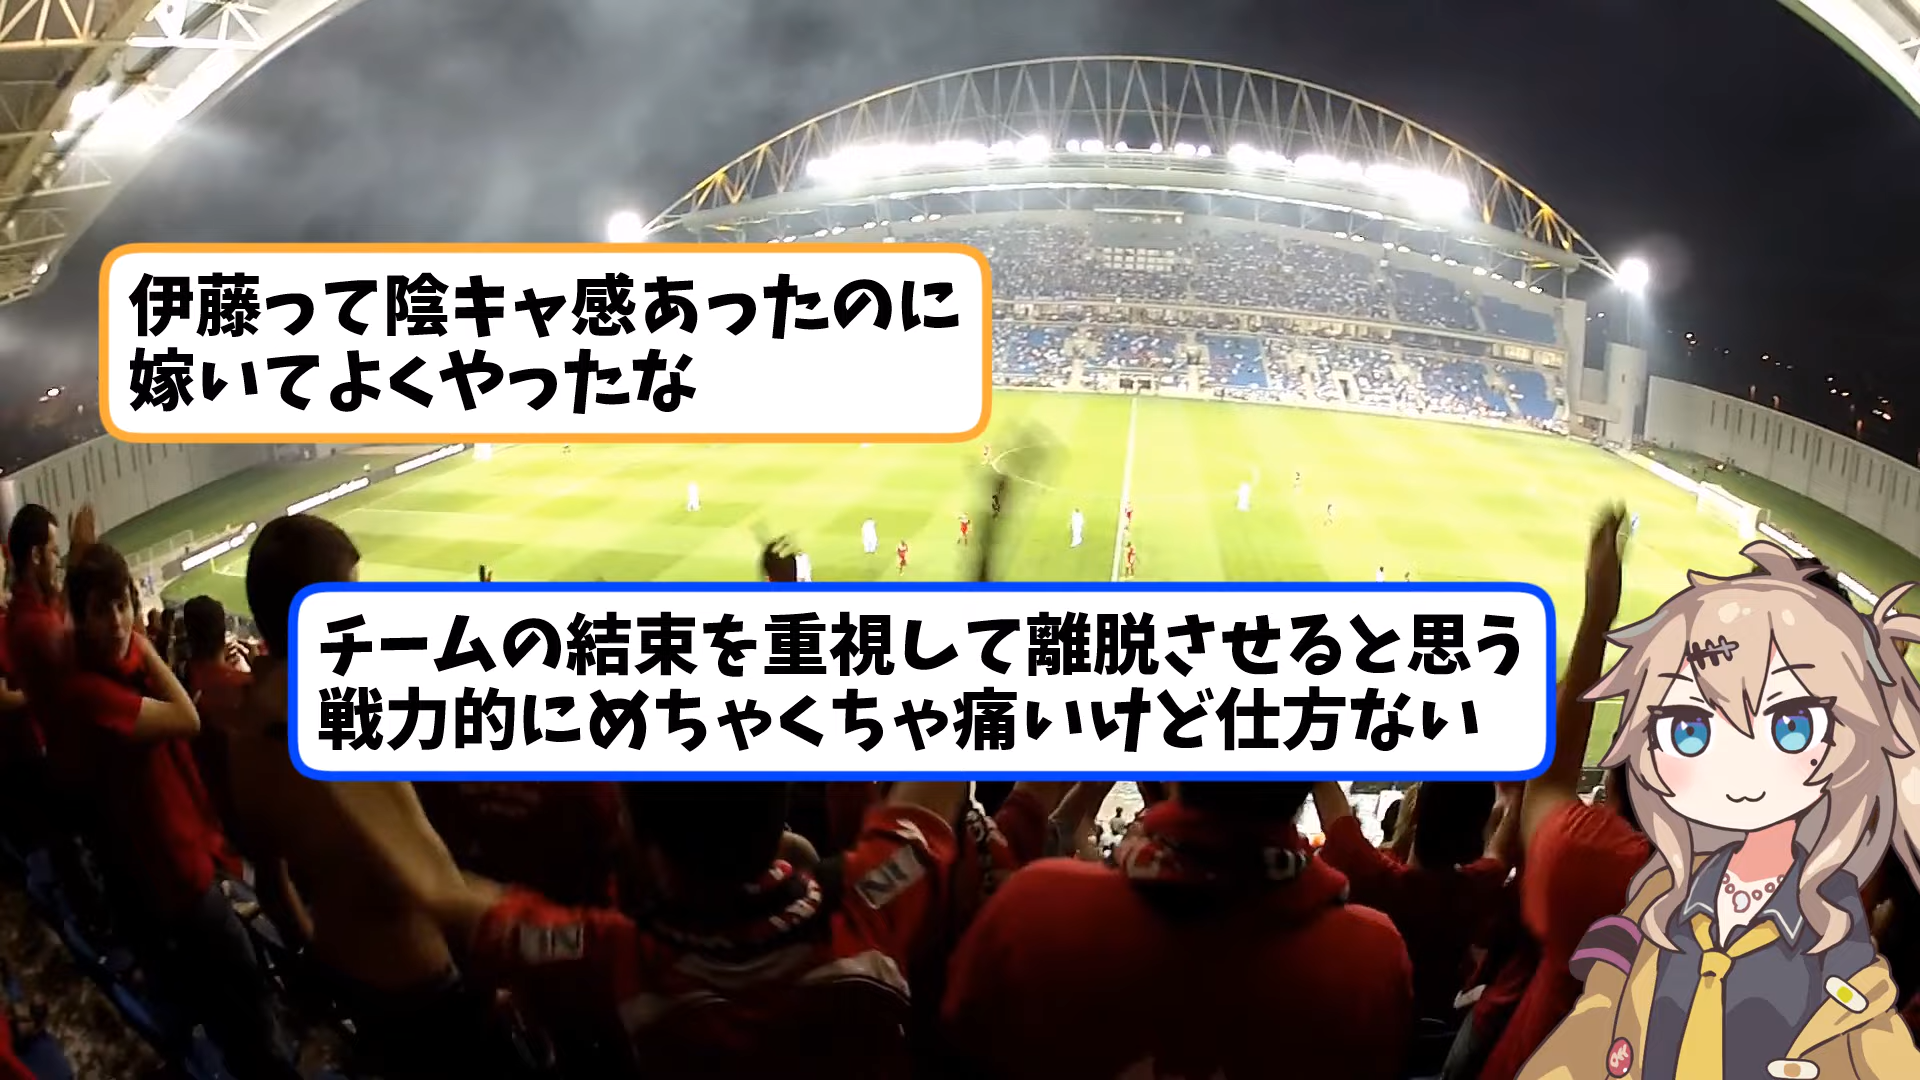 伊藤って陰キャ感あったのに
嫁いてよくやったな
チームの結束を重視して離脱させると思う
戦力的にめちゃくちゃ痛いけど仕方ない